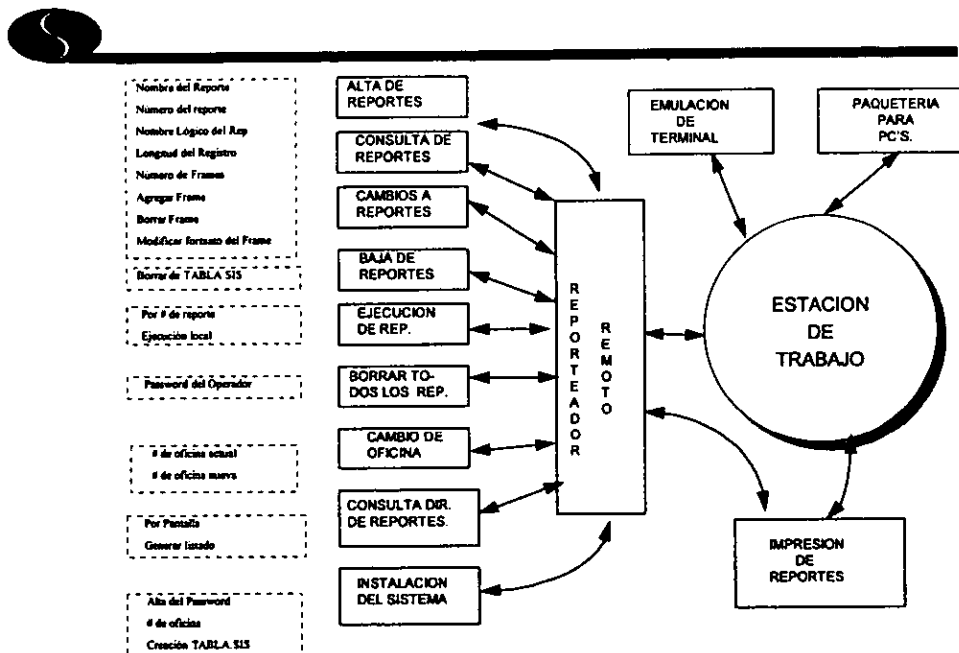 Nombre del Reporte
Número del reporte
Nombre Lógico del Rep
Longitud del Registro
Número de Frames
Agregar Frame
Borrar Frame
Modificar formato del Frame
Borrar de TABLA.SIS
Por # de reporte
Ejecución local
Password del Operador
# de oficina actual
# de oficina nueva
Por Pantalla
Generar listado
Alta del Password
# de oficina
Creación TABLA.SIS
ALTA DE
REPORTES
CONSULTA DE
REPORTES
CAMBIOS A
REPORTES
BAJA DE
REPORTES
EJECUCION
DE REP.
BORRAR TO-
DOS LOS REP.
CAMBIO DE
OFICINA
CONSULTA DIR.
DE REPORTES.
INSTALACION
DEL SISTEMA
REPORTEADOR
REMOTO
EMULACION
DE
TERMINAL
PAQUETERIA
PARA
PC'S.
ESTACION
DE
TRABAJO
IMPRESION
DE
REPORTES